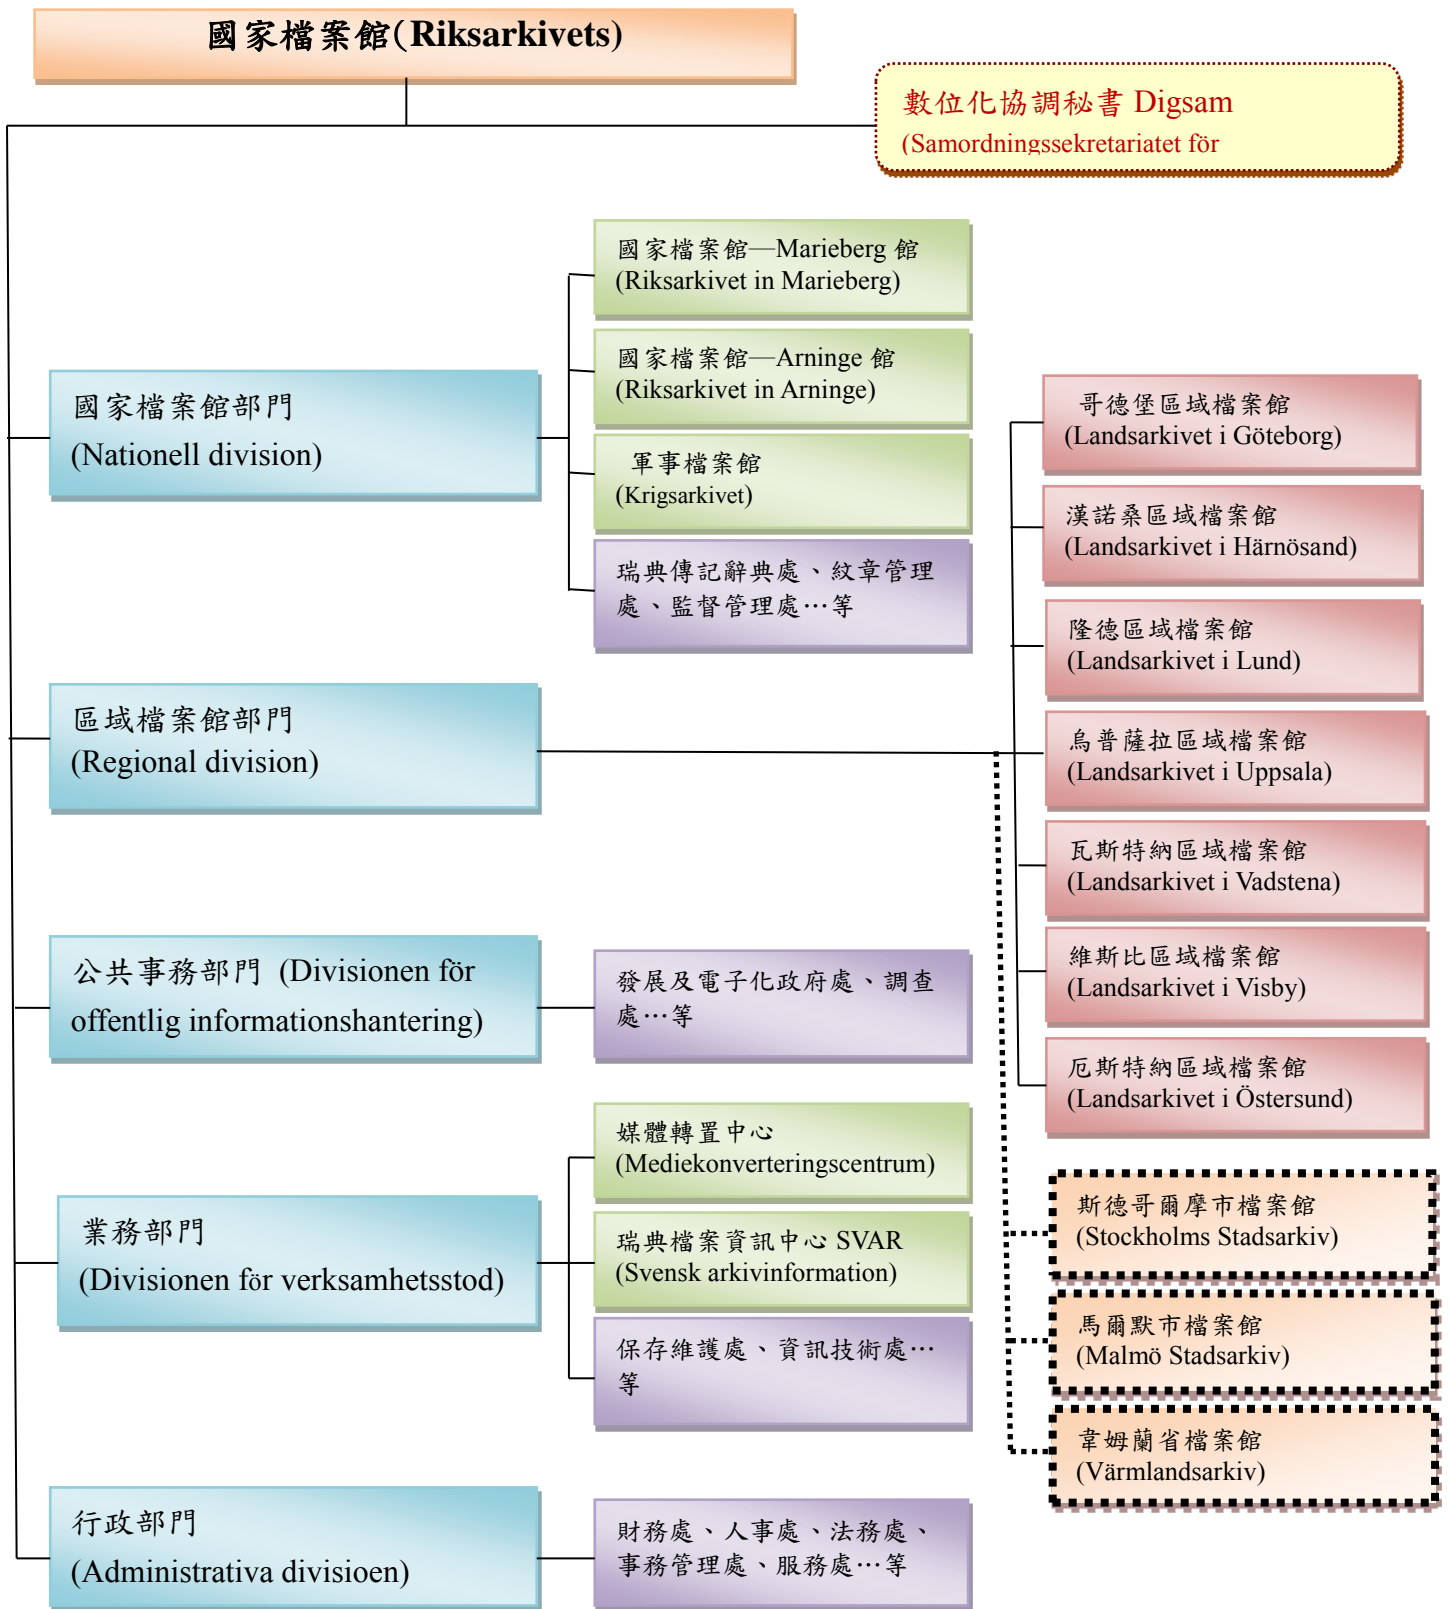 國家檔案館(Riksarkivets)
數位化協調秘書 Digsam
(Samordningssekretariatet för
國家檔案館部門
(Nationell division)
國家檔案館—Marieberg 館
(Riksarkivet in Marieberg)
國家檔案館—Arninge 館
(Riksarkivet in Arninge)
軍事檔案館
(Krigsarkivet)
瑞典傳記辭典處、紋章管理
處、監督管理處…等
區域檔案館部門
(Regional division)
哥德堡區域檔案館
(Landsarkivet i Göteborg)
漢諾桑區域檔案館
(Landsarkivet i Härnösand)
隆德區域檔案館
(Landsarkivet i Lund)
烏普薩拉區域檔案館
(Landsarkivet i Uppsala)
瓦斯特納區域檔案館
(Landsarkivet i Vadstena)
維斯比區域檔案館
(Landsarkivet i Visby)
厄斯特納區域檔案館
(Landsarkivet i Östersund)
斯德哥爾摩市檔案館
(Stockholms Stadsarkiv)
馬爾默市檔案館
(Malmö Stadsarkiv)
韋姆蘭省檔案館
(Värmlandsarkiv)
公共事務部門 (Divisionen för
offentlig informationshantering)
發展及電子化政府處、調查
處…等
業務部門
(Divisionen för verksamhetsstod)
媒體轉置中心
(Mediekonverteringscentrum)
瑞典檔案資訊中心 SVAR
(Svensk arkivinformation)
保存維護處、資訊技術處…
等
行政部門
(Administrativa divisioen)
財務處、人事處、法務處、
事務管理處、服務處…等